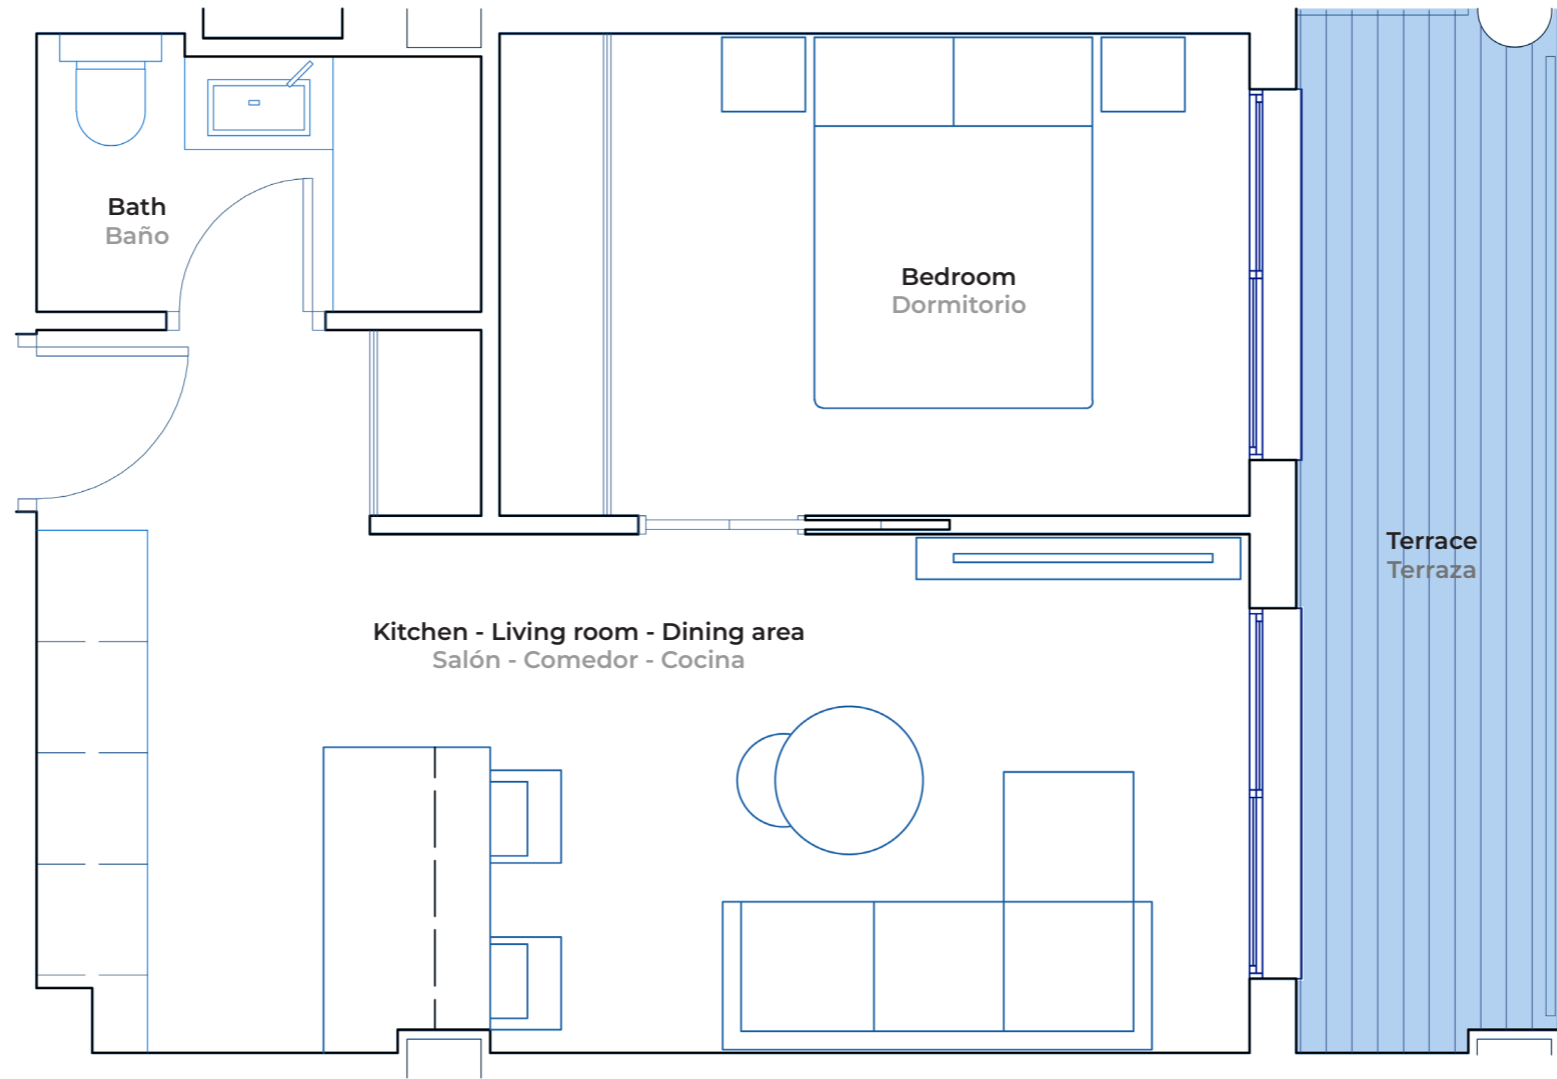 Bath
Baño
Bedroom
Dormitorio
Terrace
Terraza
Kitchen - Living room - Dining area
Salón - Comedor - Cocina